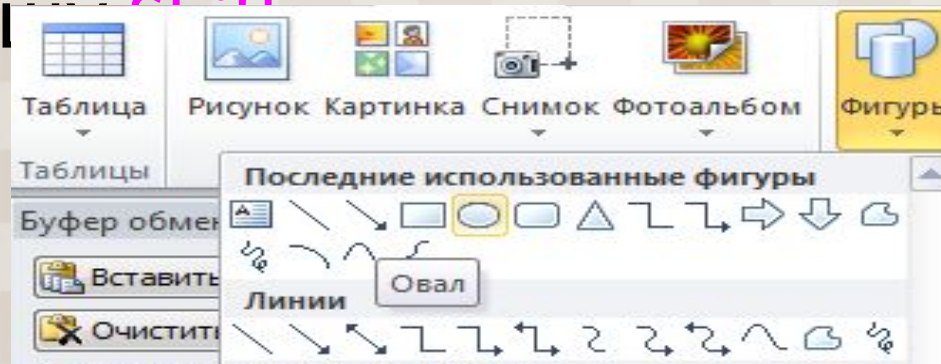 Таблица Рисунок Картинка Снимок Фотоальбом Фигуры
Таблицы
Последние использованные фигуры
Буфер обмен
Вставить
Овал
Линии
Очистить